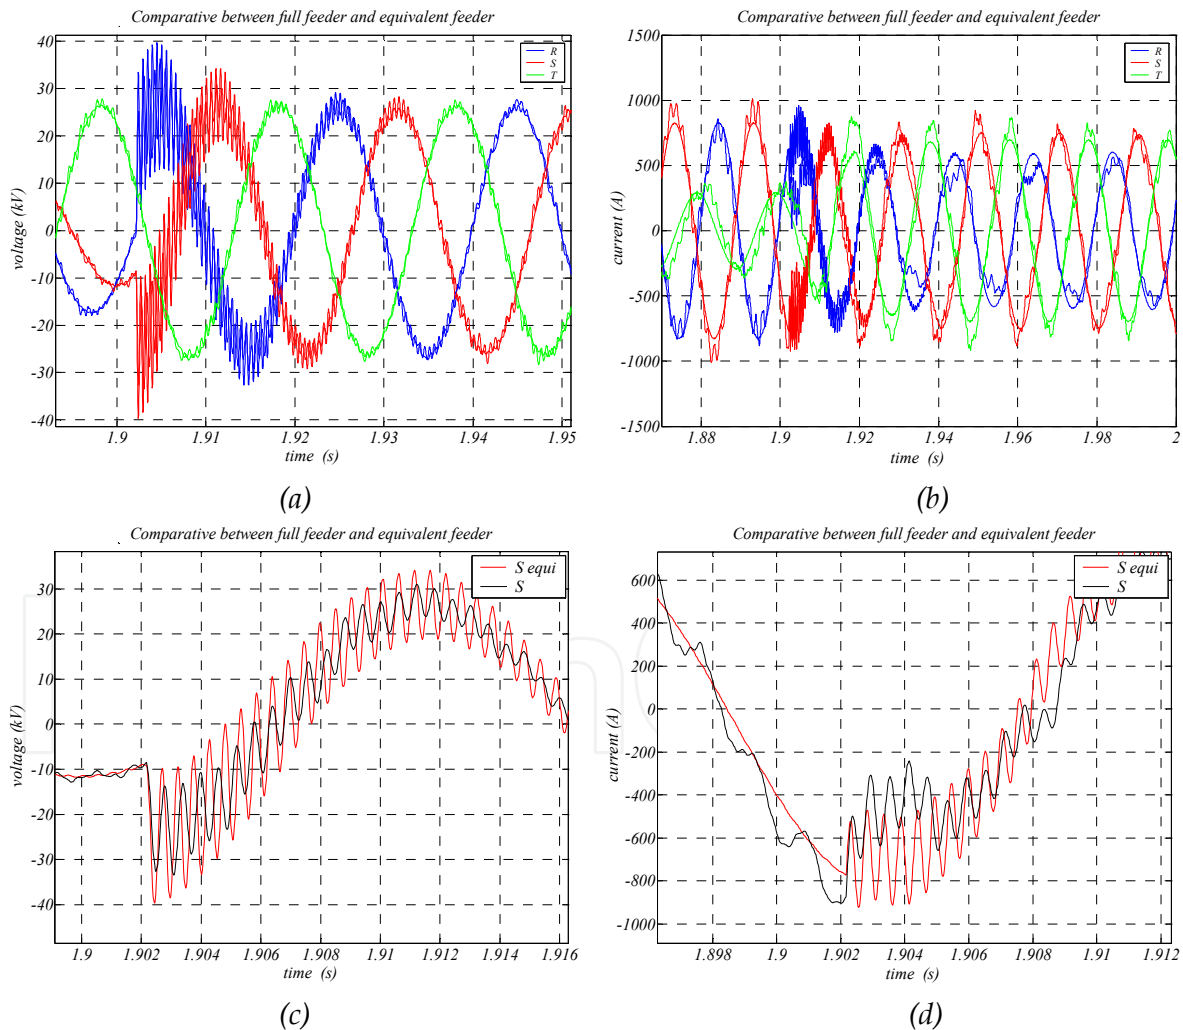 Comparative between full feeder and equivalent feeder
40
30
20
10
0
-10
-20
-30
-40
voltage (kV)
R
S
T
1.9
1.91
1.92
1.93
1.94
1.95
time (s)
(a)
Comparative between full feeder and equivalent feeder
1500
1000
500
0
-500
-1000
-1500
current (A)
R
S
T
1.88
1.9
1.92
1.94
1.96
1.98
2
time (s)
(b)
Comparative between full feeder and equivalent feeder
30
20
10
0
-10
-20
-30
-40
voltage (kV)
S equi
S
1.9
1.902
1.904
1.906
1.908
1.91
1.912
1.914
1.916
time (s)
(c)
Comparative between full feeder and equivalent feeder
600
400
200
0
-200
-400
-600
-800
-1000
current (A)
S equi
S
1.898
1.9
1.902
1.904
1.906
1.908
1.91
1.912
time (s)
(d)